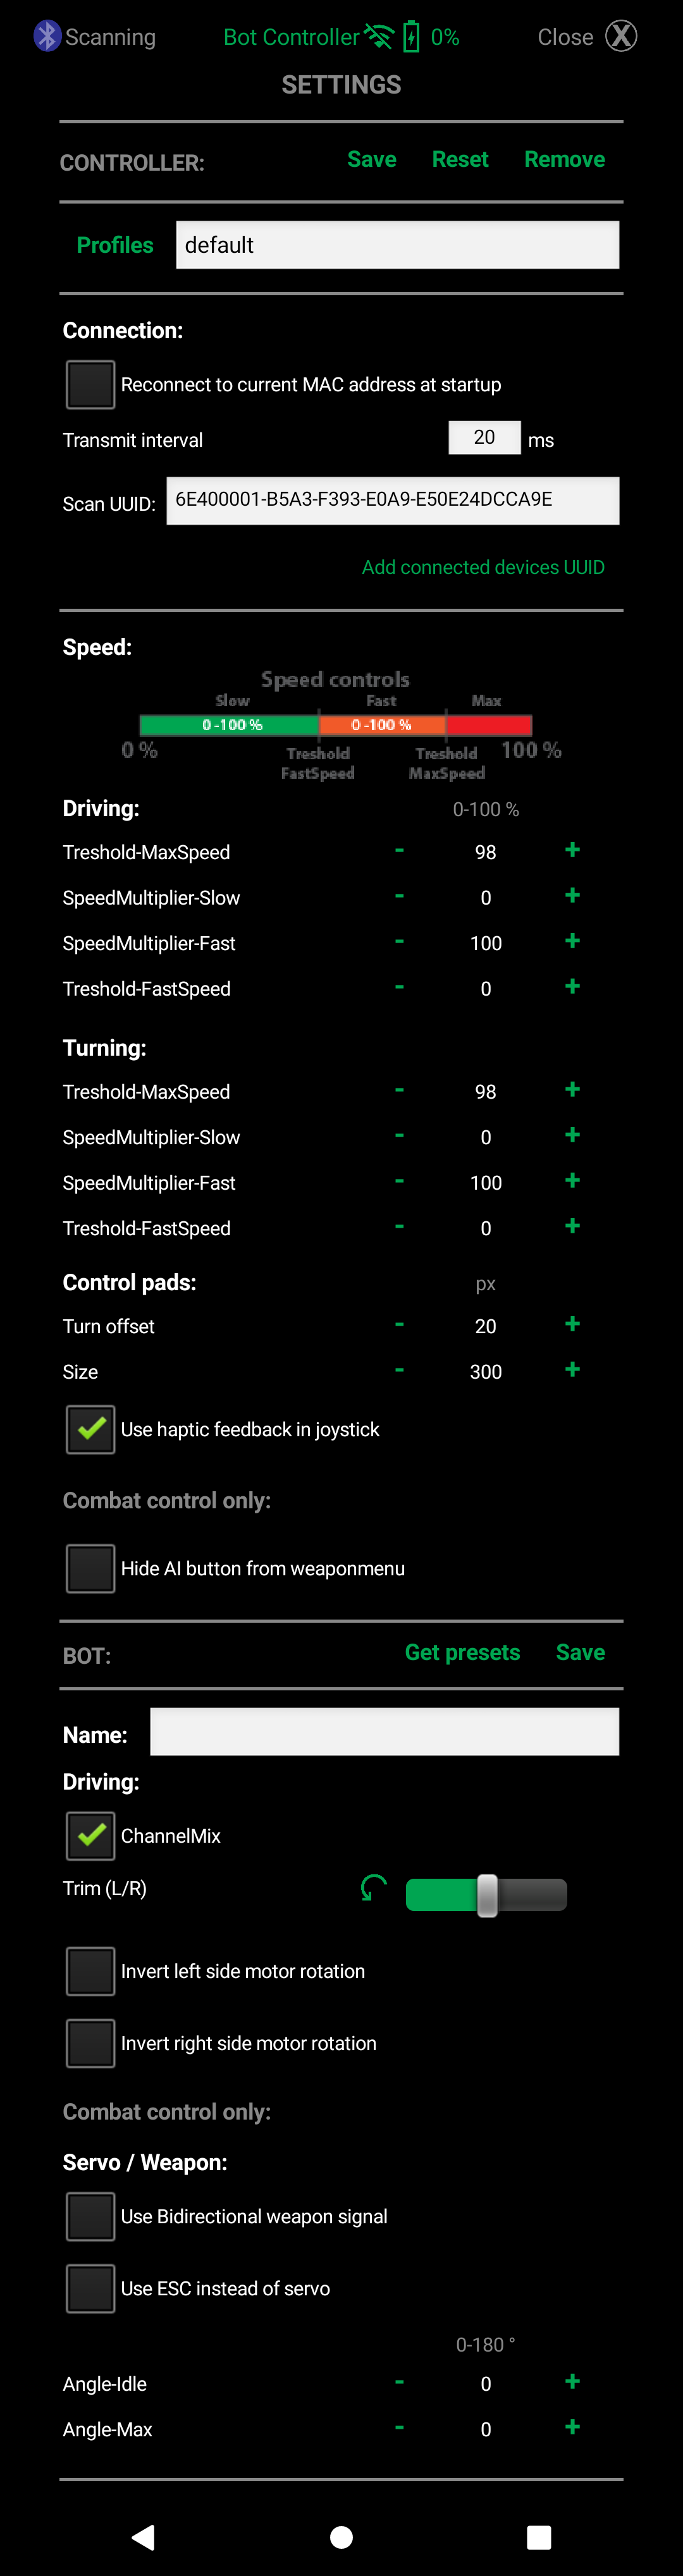 Scanning Bot Controller 0% Close X
SETTINGS
CONTROLLER: Save Reset Remove
Profiles default
Connection:
Reconnect to current MAC address at startup
Transmit interval 20 ms
Scan UUID: 6E400001-B5A3-F393-E0A9-E50E24DCCA9E
Add connected devices UUID
Speed:
Speed controls
Slow Fast Max
0 -100 % 0 -100 %
0 % Treshold FastSpeed Treshold MaxSpeed 100 %
Driving: 0-100 %
Treshold-MaxSpeed - 98 +
SpeedMultiplier-Slow - 0 +
SpeedMultiplier-Fast - 100 +
Treshold-FastSpeed - 0 +
Turning:
Treshold-MaxSpeed - 98 +
SpeedMultiplier-Slow - 0 +
SpeedMultiplier-Fast - 100 +
Treshold-FastSpeed - 0 +
Control pads: px
Turn offset - 20 +
Size - 300 +
Use haptic feedback in joystick
Combat control only:
Hide AI button from weaponmenu
BOT: Get presets Save
Name:
Driving:
ChannelMix
Trim (L/R)
Invert left side motor rotation
Invert right side motor rotation
Combat control only:
Servo / Weapon:
Use Bidirectional weapon signal
Use ESC instead of servo
0-180 °
Angle-Idle - 0 +
Angle-Max - 0 +